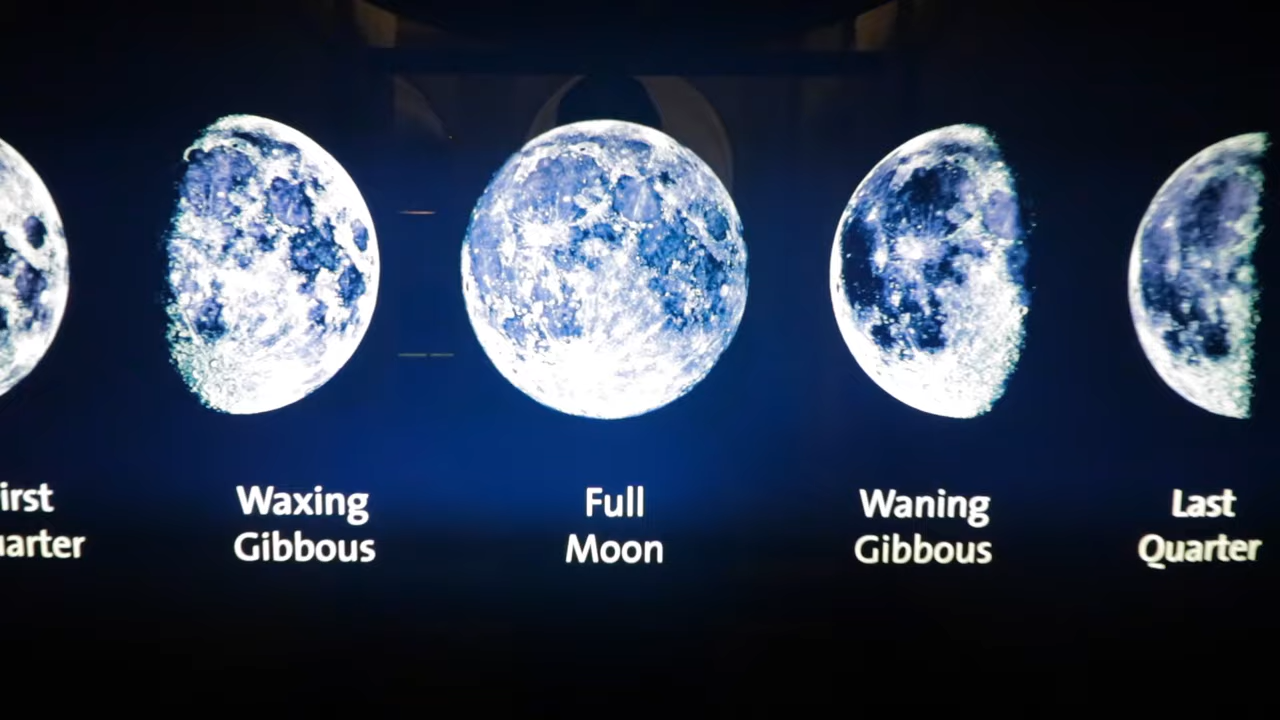 irst
uarter
Waxing
Gibbous
Full
Moon
Waning
Gibbous
Last
Quarter